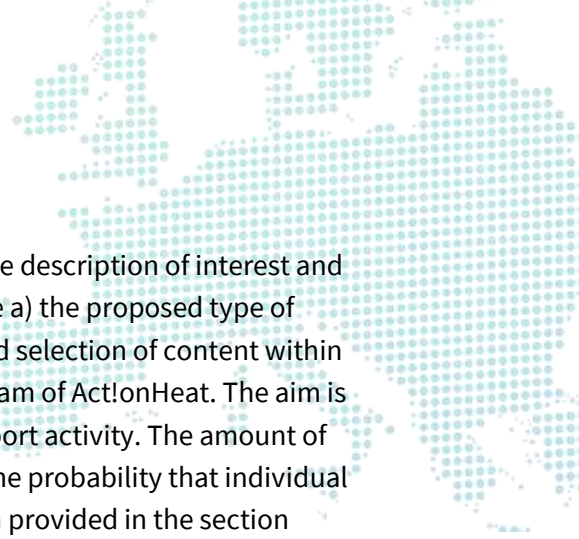 e description of interest and
a) the proposed type of
selection of content within
am of Act!onHeat. The aim is
ort activity. The amount of
probability that individual
provided in the section